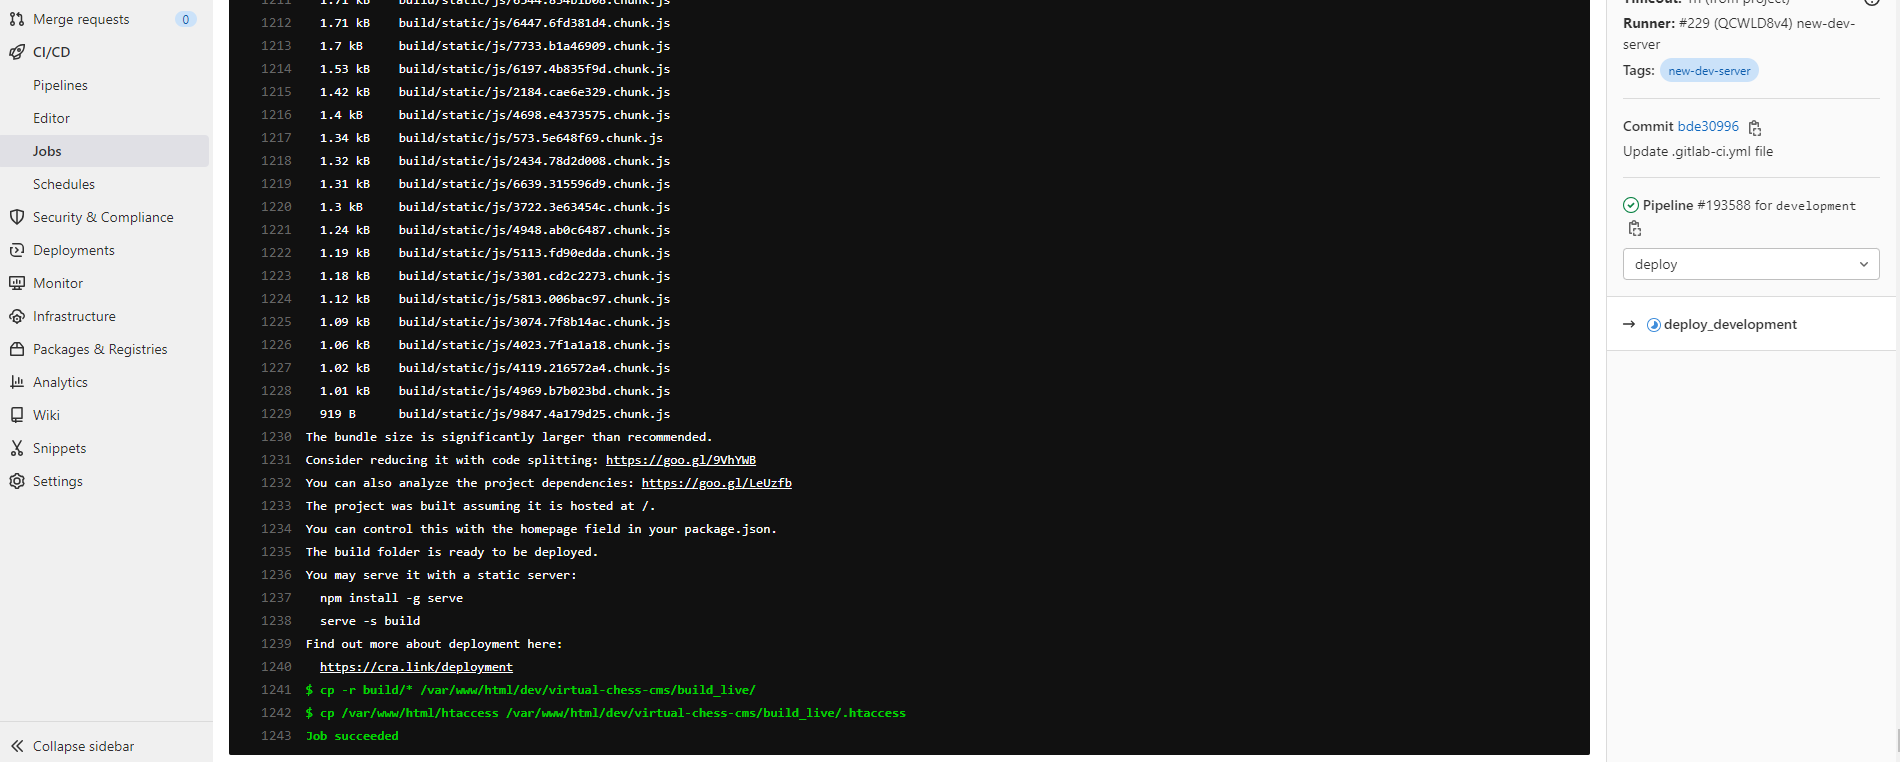 Merge requests 0
CI/CD
Pipelines
Editor
Jobs
Schedules
Security & Compliance
Deployments
Monitor
Infrastructure
Packages & Registries
Analytics
Wiki
Snippets
Settings
Collapse sidebar
1212 1.71 kB build/static/js/6447.6fd381d4.chunk.js
1213 1.7 kB build/static/js/7733.b1a46909.chunk.js
1214 1.53 kB build/static/js/6197.4b835f9d.chunk.js
1215 1.42 kB build/static/js/2184.cae6e329.chunk.js
1216 1.4 kB build/static/js/4698.e4373575.chunk.js
1217 1.34 kB build/static/js/573.5e648f69.chunk.js
1218 1.32 kB build/static/js/2434.78d2d008.chunk.js
1219 1.31 kB build/static/js/6639.315596d9.chunk.js
1220 1.3 kB build/static/js/3722.3e63454c.chunk.js
1221 1.24 kB build/static/js/4948.ab0c6487.chunk.js
1222 1.19 kB build/static/js/5113.fd90edda.chunk.js
1223 1.18 kB build/static/js/3301.cd2c2273.chunk.js
1224 1.12 kB build/static/js/5813.006bac97.chunk.js
1225 1.09 kB build/static/js/3074.7f8b14ac.chunk.js
1226 1.06 kB build/static/js/4023.7f1a1a18.chunk.js
1227 1.02 kB build/static/js/4119.216572a4.chunk.js
1228 1.01 kB build/static/js/4969.b7b023bd.chunk.js
1229 919 B build/static/js/9847.4a179d25.chunk.js
1230 The bundle size is significantly larger than recommended.
1231 Consider reducing it with code splitting: https://goo.gl/9VhYWB
1232 You can also analyze the project dependencies: https://goo.gl/LeUzfb
1233 The project was built assuming it is hosted at /.
1234 You can control this with the homepage field in your package.json.
1235 The build folder is ready to be deployed.
1236 You may serve it with a static server:
1237 npm install -g serve
1238 serve -s build
1239 Find out more about deployment here:
1240 https://cra.link/deployment
1241 $ cp -r build/* /var/www/html/dev/virtual-chess-cms/build_live/
1242 $ cp /var/www/html/htaccess /var/www/html/dev/virtual-chess-cms/build_live/.htaccess
1243 Job succeeded
Runner: #229 (QCWLD8v4) new-dev-
server
Tags: new-dev-server
Commit bde30996
Update .gitlab-ci.yml file
Pipeline #193588 for development
deploy
→ deploy_development